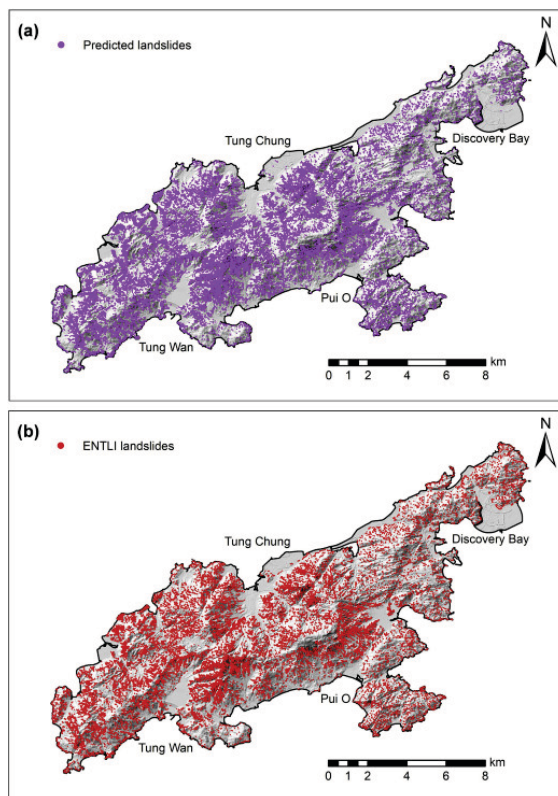 (a)
Predicted landslides
N
Tung Chung
Discovery Bay
Pui O
Tung Wan
km
0 1 2 4 6 8
(b)
ENTLI landslides
N
Tung Chung
Discovery Bay
Pui O
Tung Wan
km
0 1 2 4 6 8